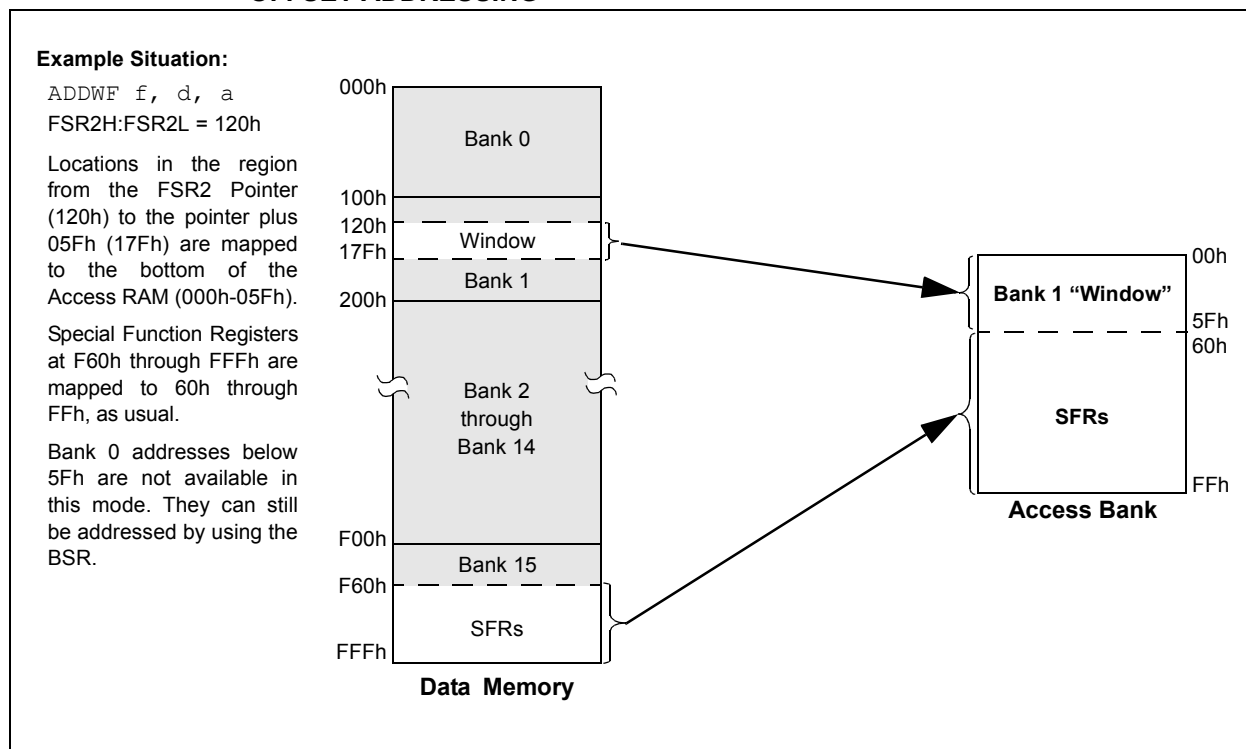 OFFSET ADDRESSING
Example Situation:
ADDWF f, d, a
FSR2H:FSR2L = 120h
Locations in the region
from the FSR2 Pointer
(120h) to the pointer plus
05Fh (17Fh) are mapped
to the bottom of the
Access RAM (000h-05Fh).
Special Function Registers
at F60h through FFFh are
mapped to 60h through
FFh, as usual.
Bank 0 addresses below
5Fh are not available in
this mode. They can still
be addressed by using the
BSR.
000h
Bank 0
100h
120h
Window
17Fh
Bank 1
200h
Bank 2
through
Bank 14
F00h
Bank 15
F60h
SFRs
FFFh
Data Memory
00h
Bank 1 “Window”
5Fh
60h
SFRs
FFh
Access Bank